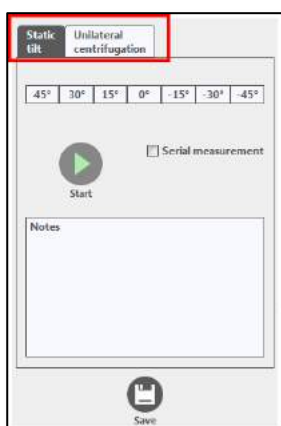 Static tilt
Unilateral centrifugation
45° 30° 15° 0° -15° -30° -45°
Serial measurement
Start
Notes
Save